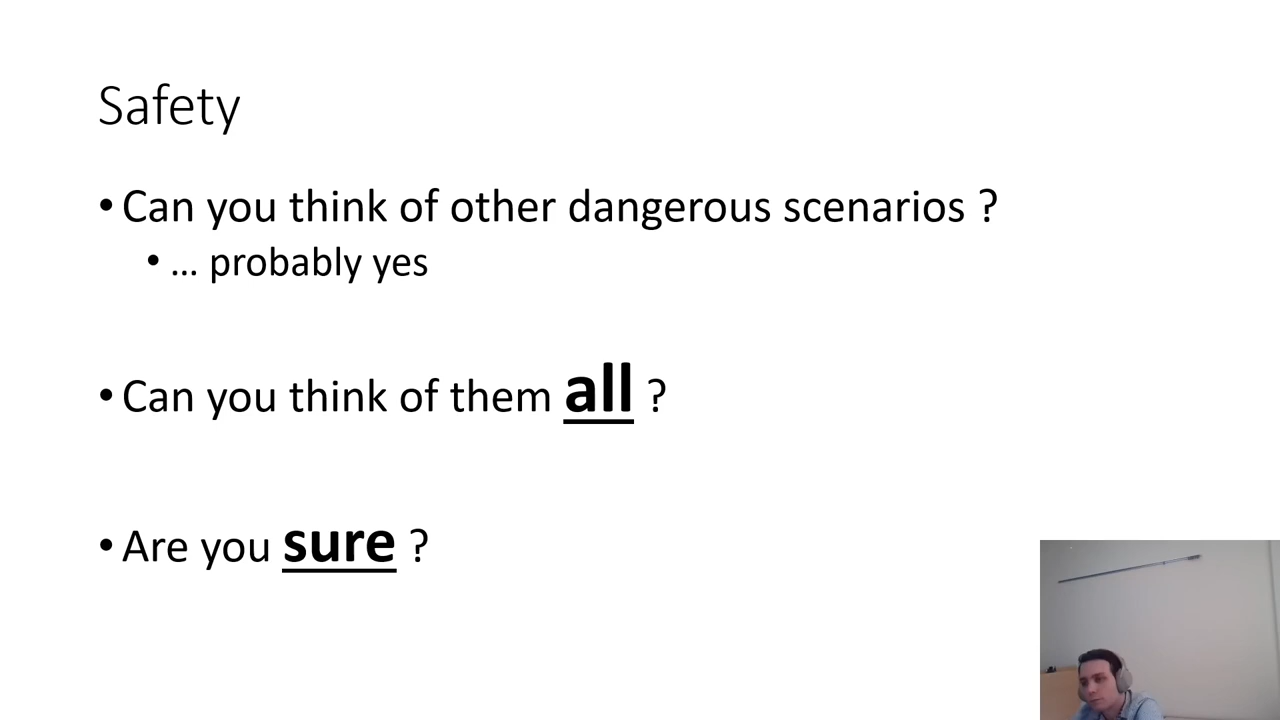 Safety
• Can you think of other dangerous scenarios ?
• … probably yes
• Can you think of them all ?
• Are you sure ?